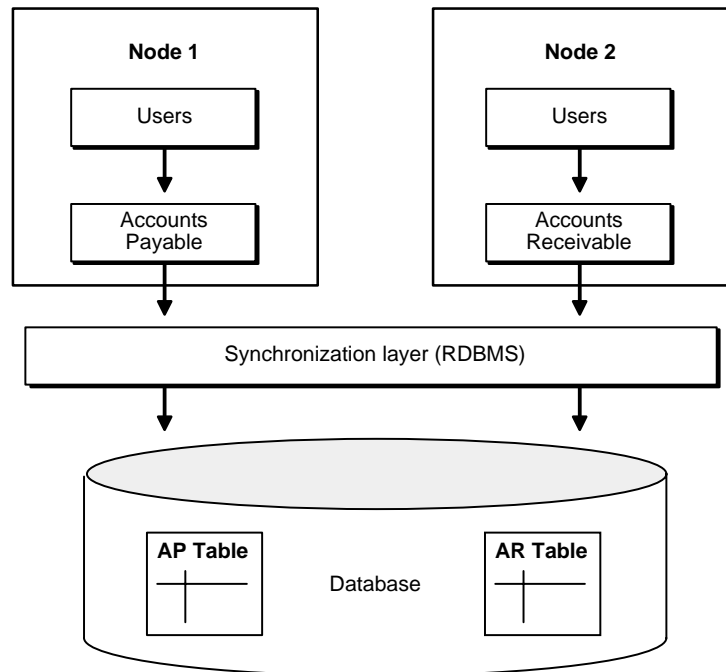 Node 1
Node 2
Users
Users
Accounts
Payable
Accounts
Receivable
Synchronization layer (RDBMS)
AP Table
AR Table
Database